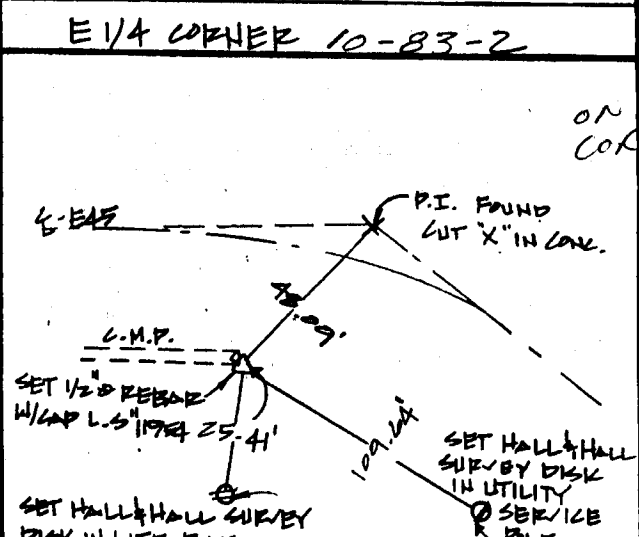 E 1/4 CORNER 10-83-2
ON
COR
℄-E45
P.I. FOUND
CUT "X" IN CONC.
.09'
C.M.P.
SET 1/2"Ø REBAR
W/CAP L.S.
25.41'
109.64'
SET HALL & HALL
SURVEY DISK
IN UTILITY
SERVICE
SET HALL & HALL SURVEY